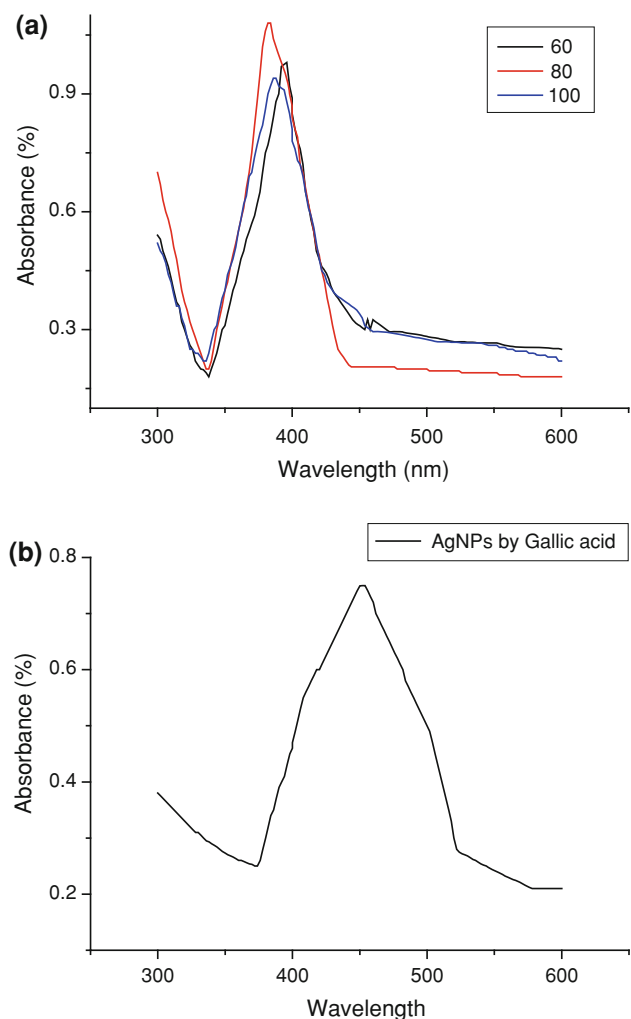 (a)
60
80
100
0.9
0.6
0.3
Absorbance (%)
300 400 500 600
Wavelength (nm)
(b)
AgNPs by Gallic acid
0.8
0.6
0.4
0.2
Absorbance (%)
300 400 500 600
Wavelength